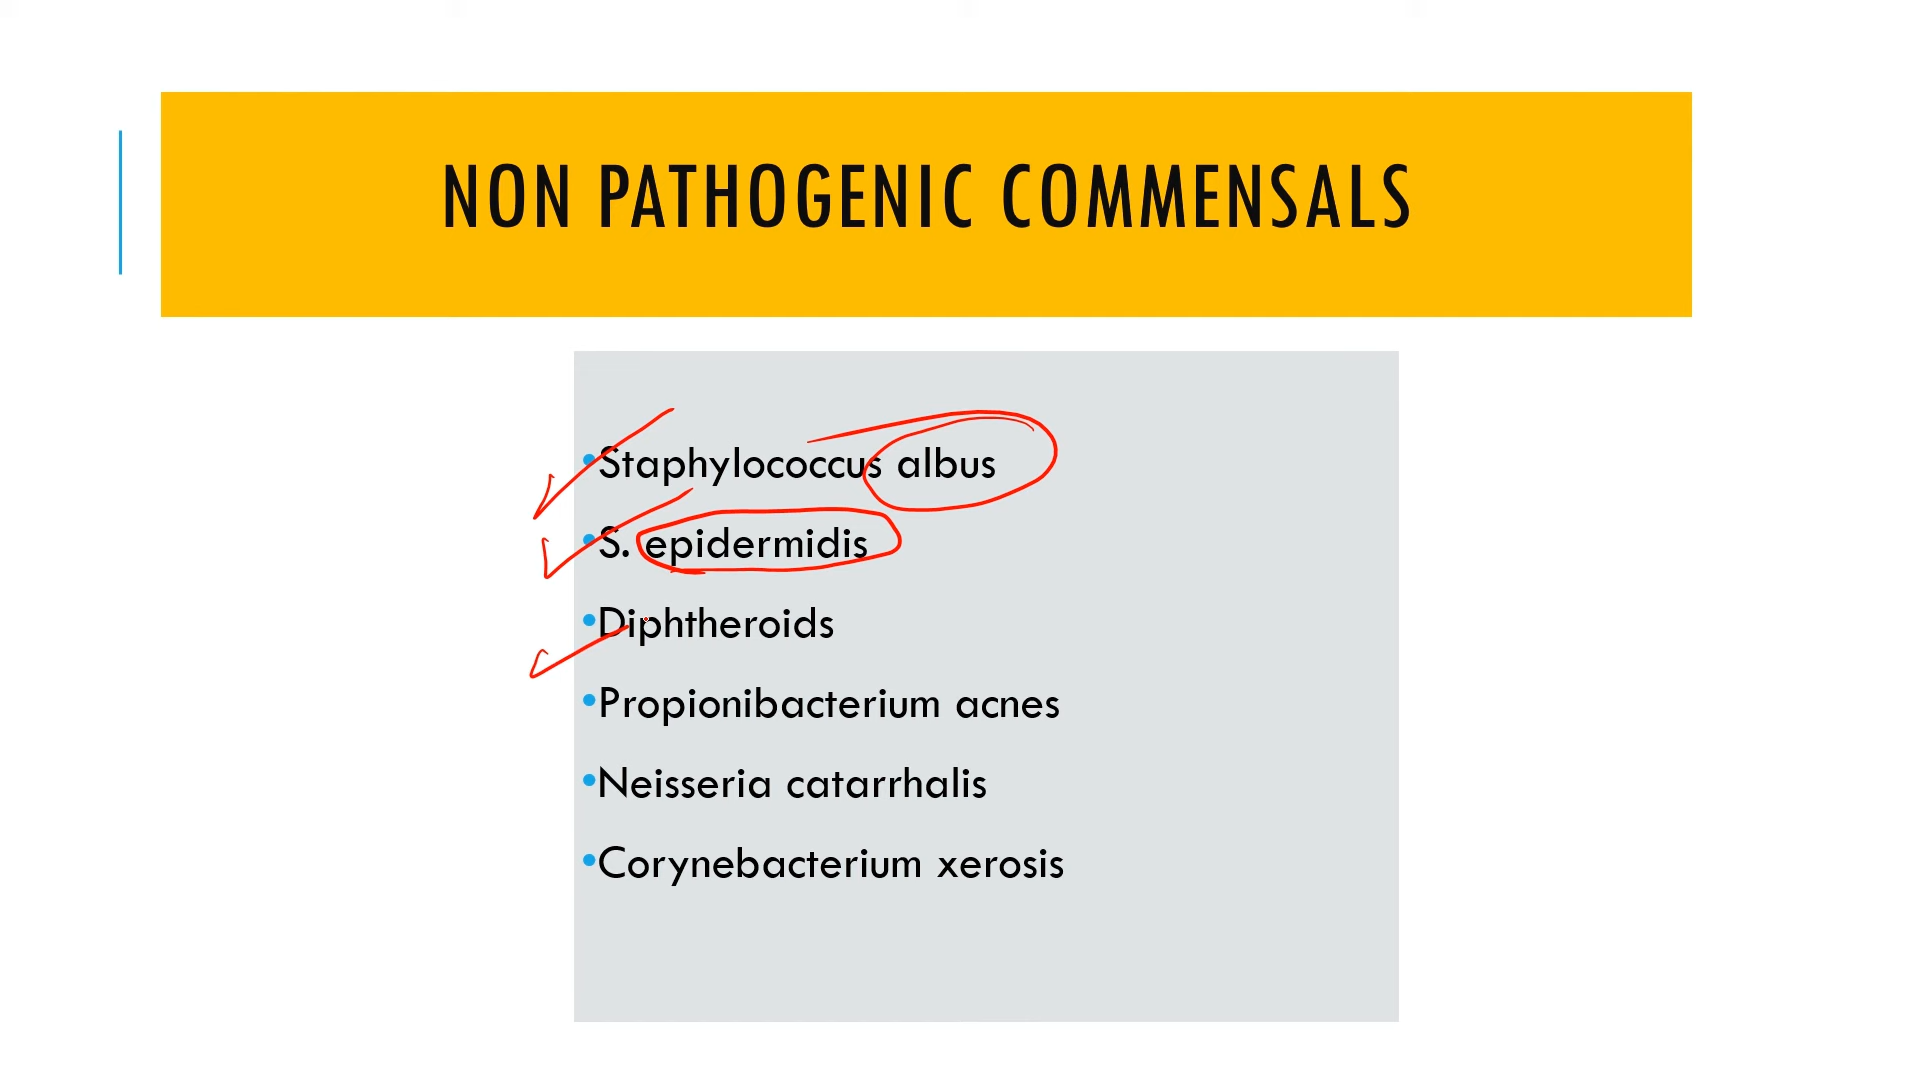 NON PATHOGENIC COMMENSALS
•Staphylococcus albus
•S. epidermidis
•Diphtheroids
•Propionibacterium acnes
•Neisseria catarrhalis
•Corynebacterium xerosis